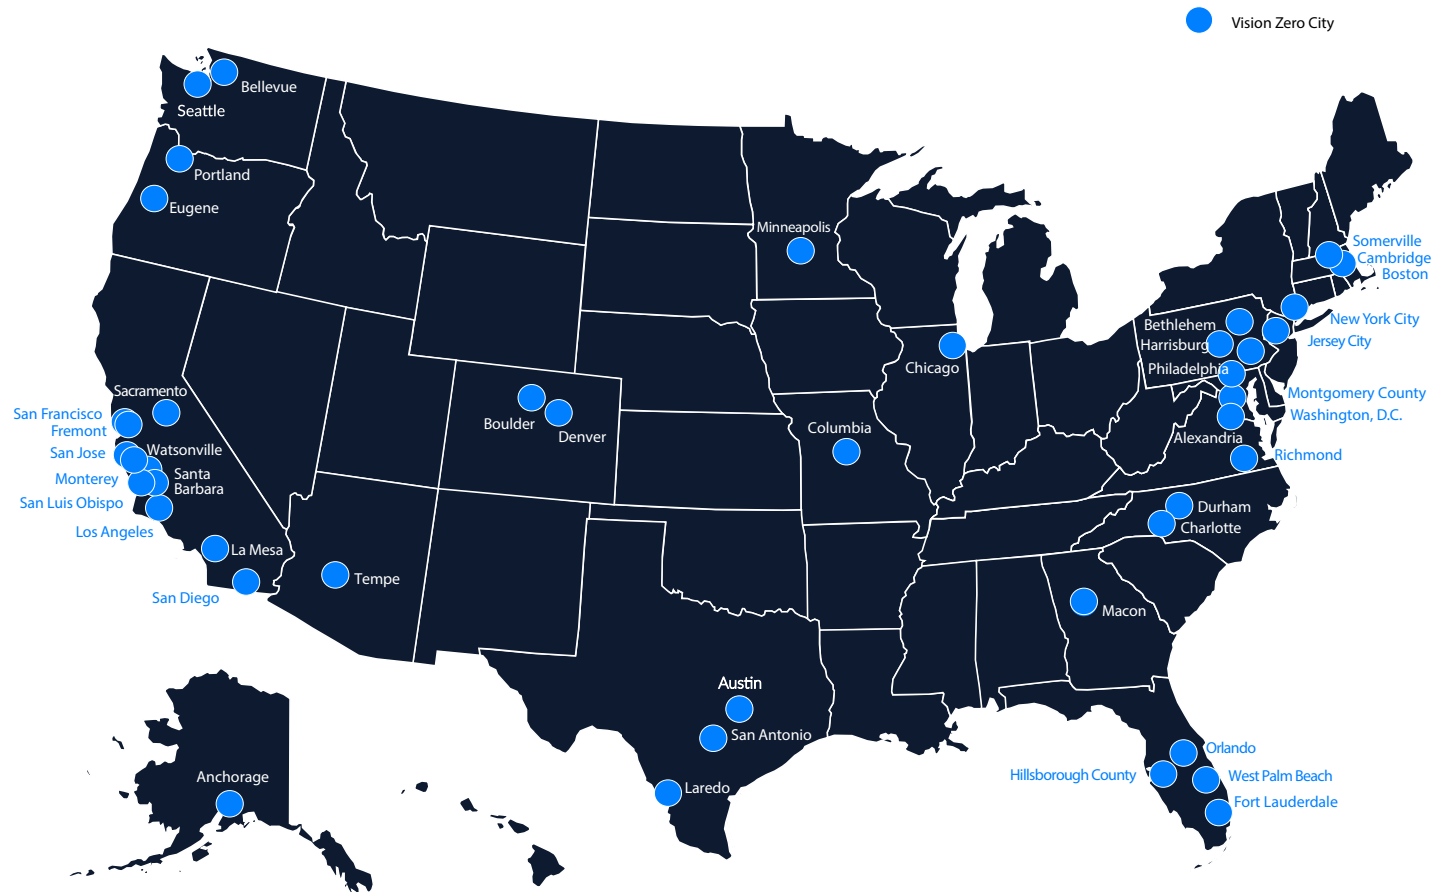 Vision Zero City
Bellevue
Seattle
Portland
Eugene
Minneapolis
Somerville
Cambridge
Boston
New York City
Bethlehem
Jersey City
Harrisburg
Chicago
Philadelphia
Sacramento
Montgomery County
San Francisco
Washington, D.C.
Boulder
Fremont
Columbia
Denver
Alexandria
San Jose
Watsonville
Richmond
Monterey
Santa
Barbara
San Luis Obispo
Durham
Los Angeles
Charlotte
La Mesa
Tempe
San Diego
Macon
Austin
San Antonio
Orlando
Hillsborough County
West Palm Beach
Anchorage
Laredo
Fort Lauderdale